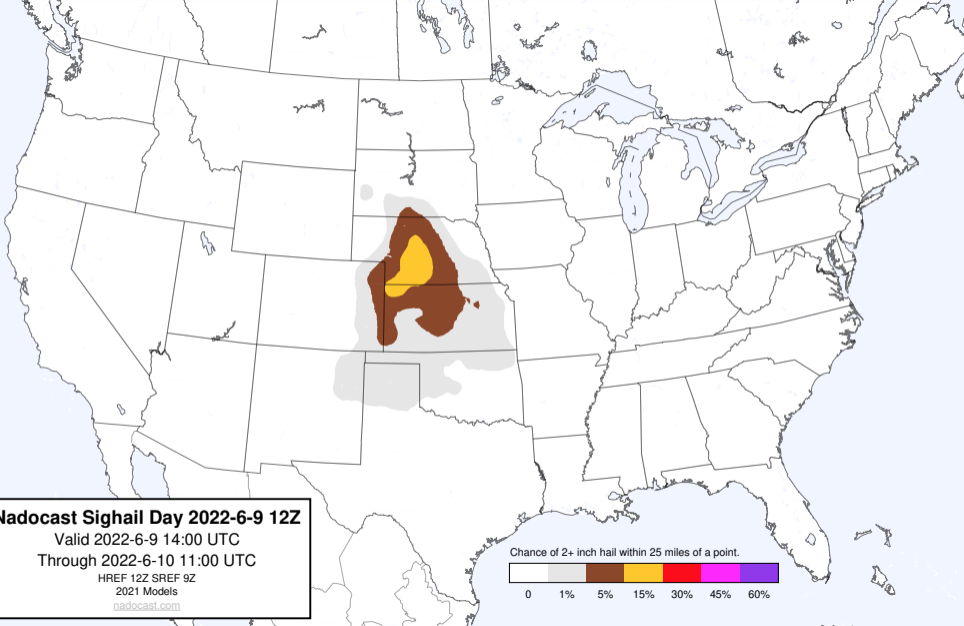 Nadocast Sighail Day 2022-6-9 12Z
Valid 2022-6-9 14:00 UTC
Through 2022-6-10 11:00 UTC
HREF 12Z SREF 9Z
2021 Models
nadocast.com
Chance of 2+ inch hail within 25 miles of a point.
0 1% 5% 15% 30% 45% 60%